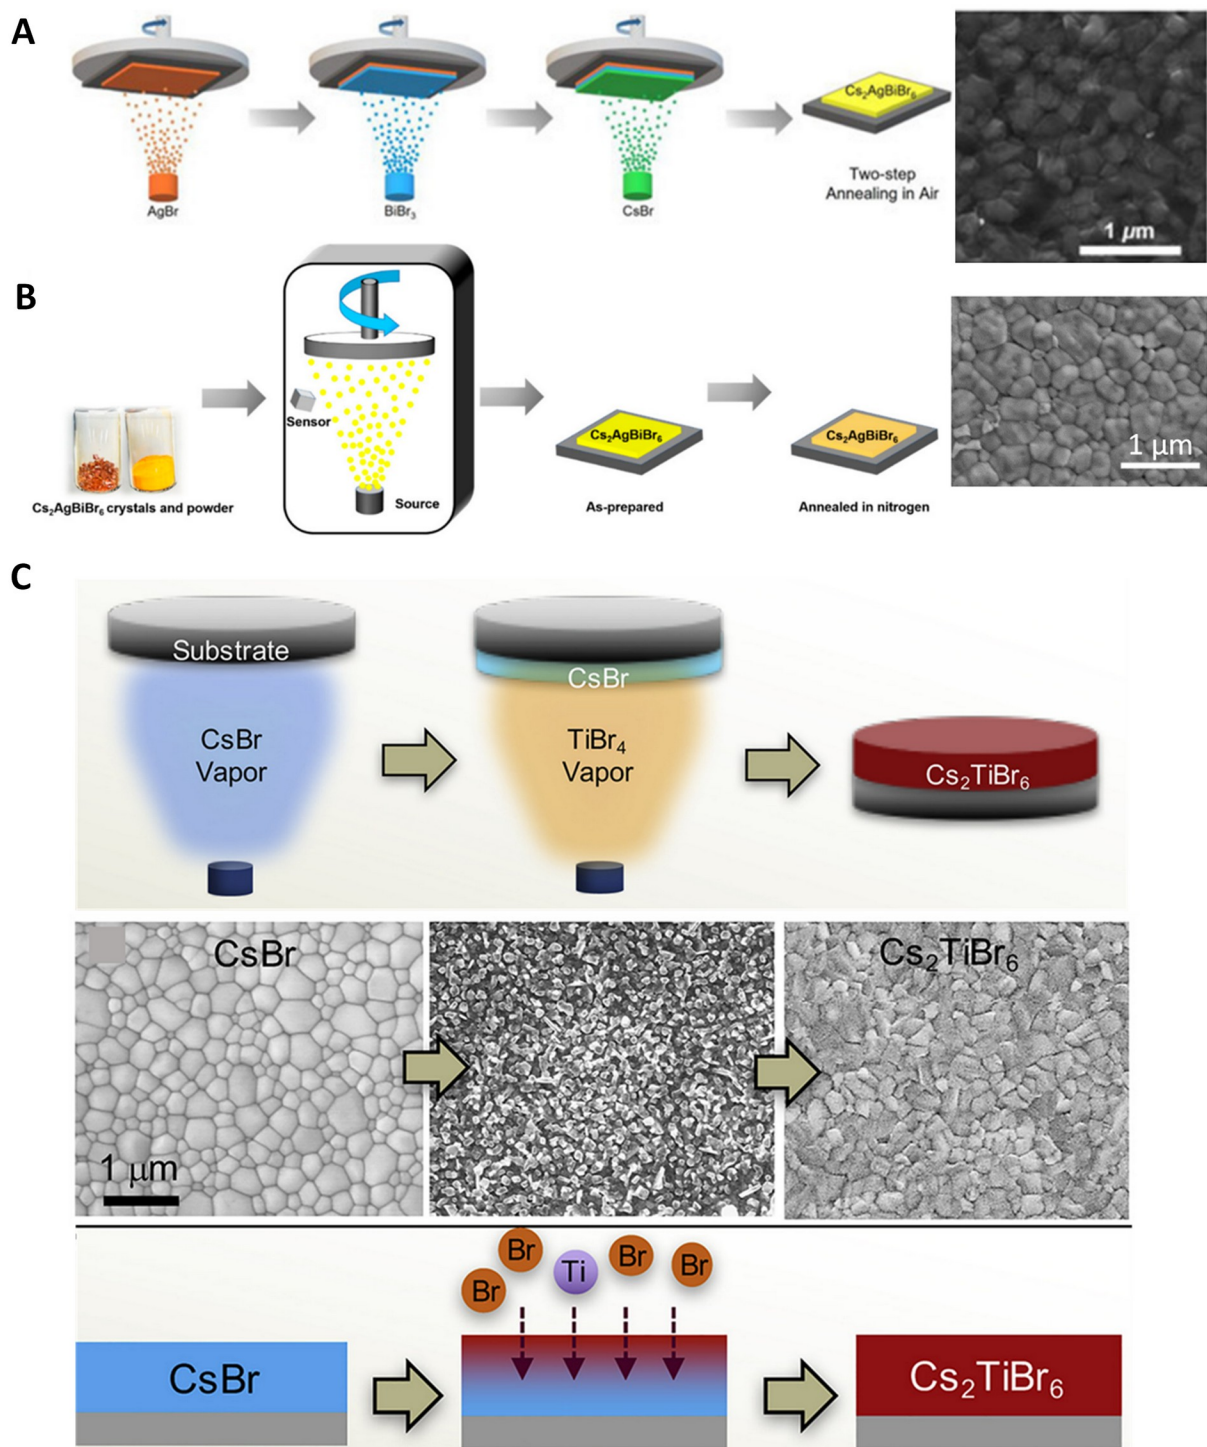 A
AgBr
BiBr₃
CsBr
Cs₂AgBiBr₆
Two-step
Annealing in Air
1 μm
B
Sensor
Source
Cs₂AgBiBr₆ crystals and powder
Cs₂AgBiBr₆
As-prepared
Cs₂AgBiBr₆
Annealed in nitrogen
1 μm
C
Substrate
CsBr
Vapor
CsBr
TiBr₄
Vapor
Cs₂TiBr₆
CsBr
1 μm
Cs₂TiBr₆
Br
Br
Ti
Br
Br
CsBr
Cs₂TiBr₆